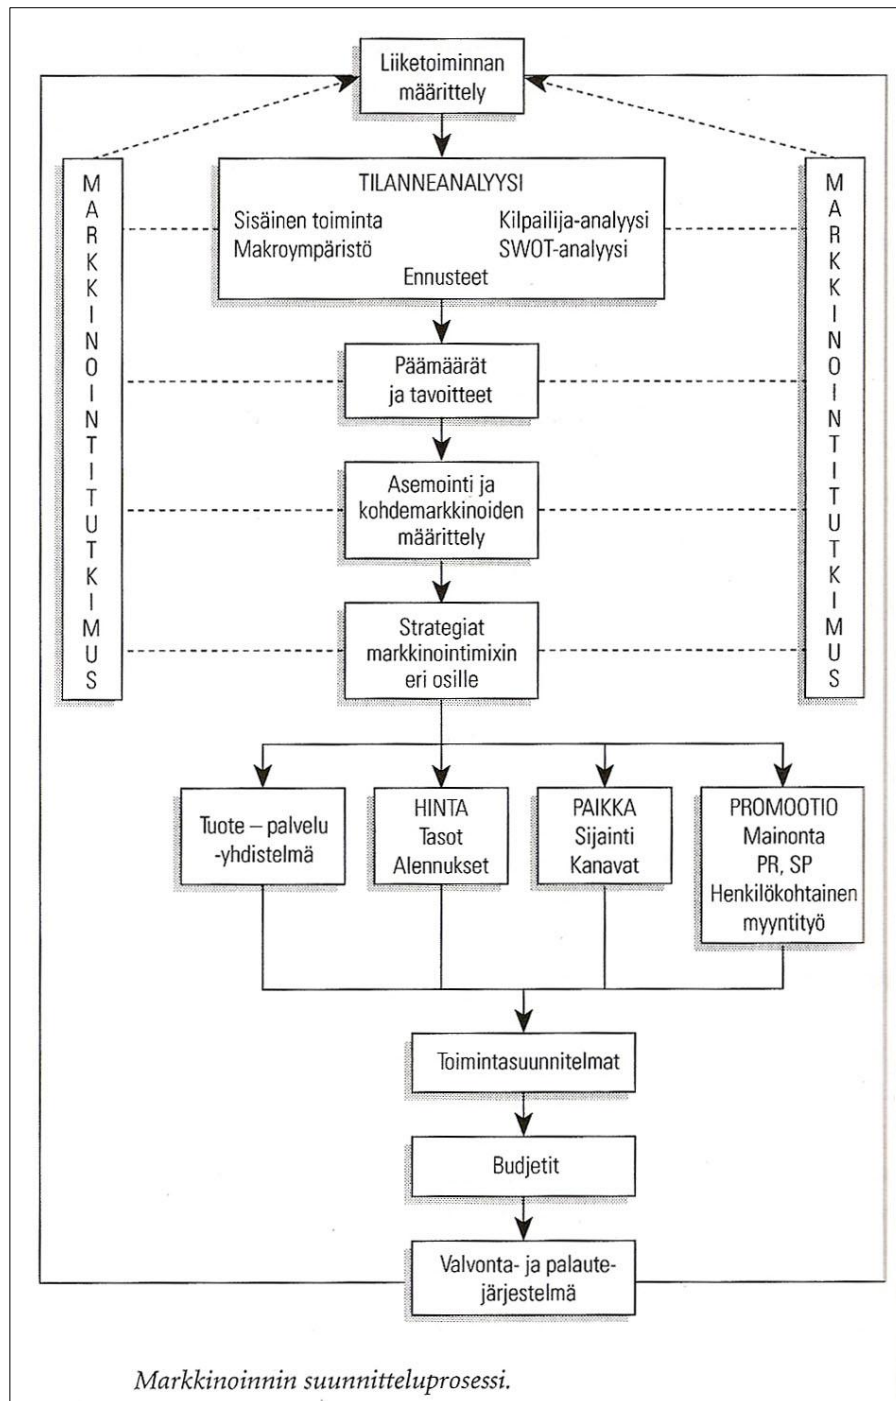 Liiketoiminnan
määrittely
MARKKINOINTITUTKIMUS
TILANNEANALYYSI
Sisäinen toiminta Kilpailija-analyysi
Makroympäristö SWOT-analyysi
Ennusteet
MARKKINOINTITUTKIMUS
Päämäärät
ja tavoitteet
Asemointi ja
kohdemarkkinoiden
määrittely
Strategiat
markkinointimixin
eri osille
Tuote – palvelu
-yhdistelmä
HINTA
Tasot
Alennukset
PAIKKA
Sijainti
Kanavat
PROMOOTIO
Mainonta
PR, SP
Henkilökohtainen
myyntityö
Toimintasuunnitelmat
Budjetit
Valvonta- ja palaute-
järjestelmä
Markkinoinnin suunnitteluprosessi.